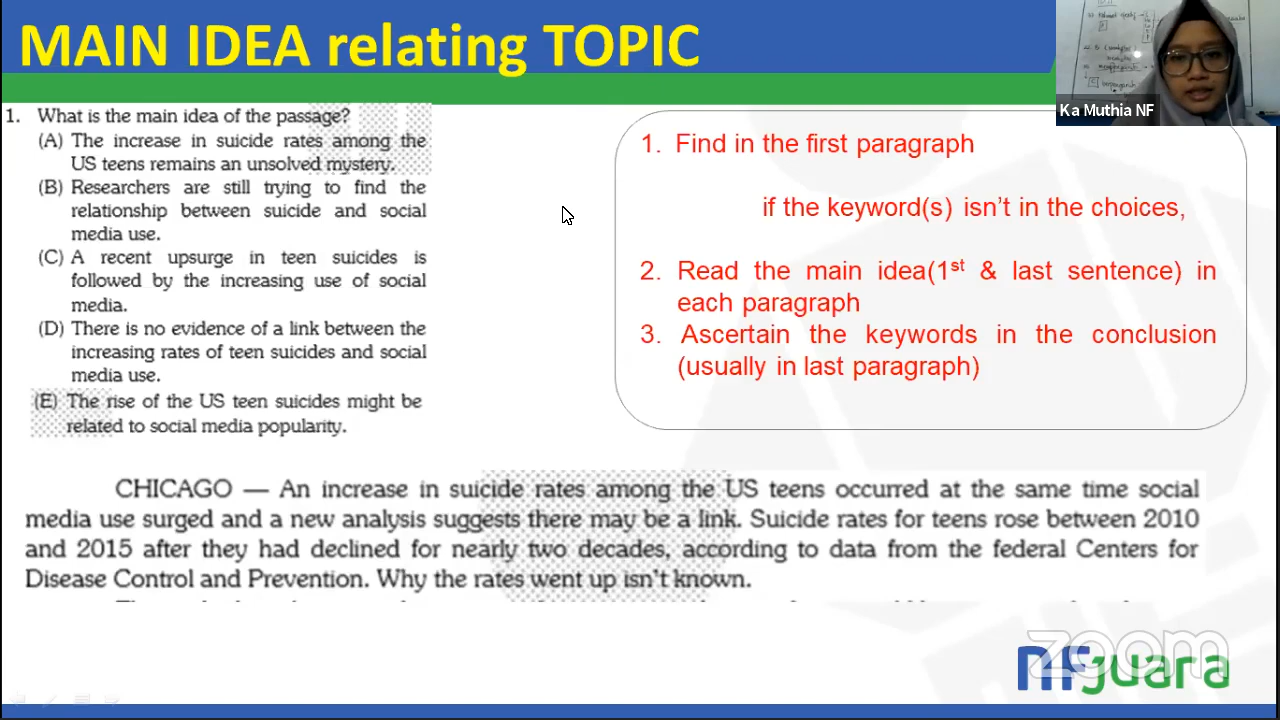 MAIN IDEA relating TOPIC
Ka Muthia NF
1. What is the main idea of the passage?
(A) The increase in suicide rates among the
US teens remains an unsolved mystery.
(B) Researchers are still trying to find the
relationship between suicide and social
media use.
(C) A recent upsurge in teen suicides is
followed by the increasing use of social
media.
(D) There is no evidence of a link between the
increasing rates of teen suicides and social
media use.
(E) The rise of the US teen suicides might be
related to social media popularity.
1. Find in the first paragraph
if the keyword(s) isn't in the choices,
2. Read the main idea(1st & last sentence) in
each paragraph
3. Ascertain the keywords in the conclusion
(usually in last paragraph)
CHICAGO — An increase in suicide rates among the US teens occurred at the same time social
media use surged and a new analysis suggests there may be a link. Suicide rates for teens rose between 2010
and 2015 after they had declined for nearly two decades, according to data from the federal Centers for
Disease Control and Prevention. Why the rates went up isn't known.
zoom
NFJuara